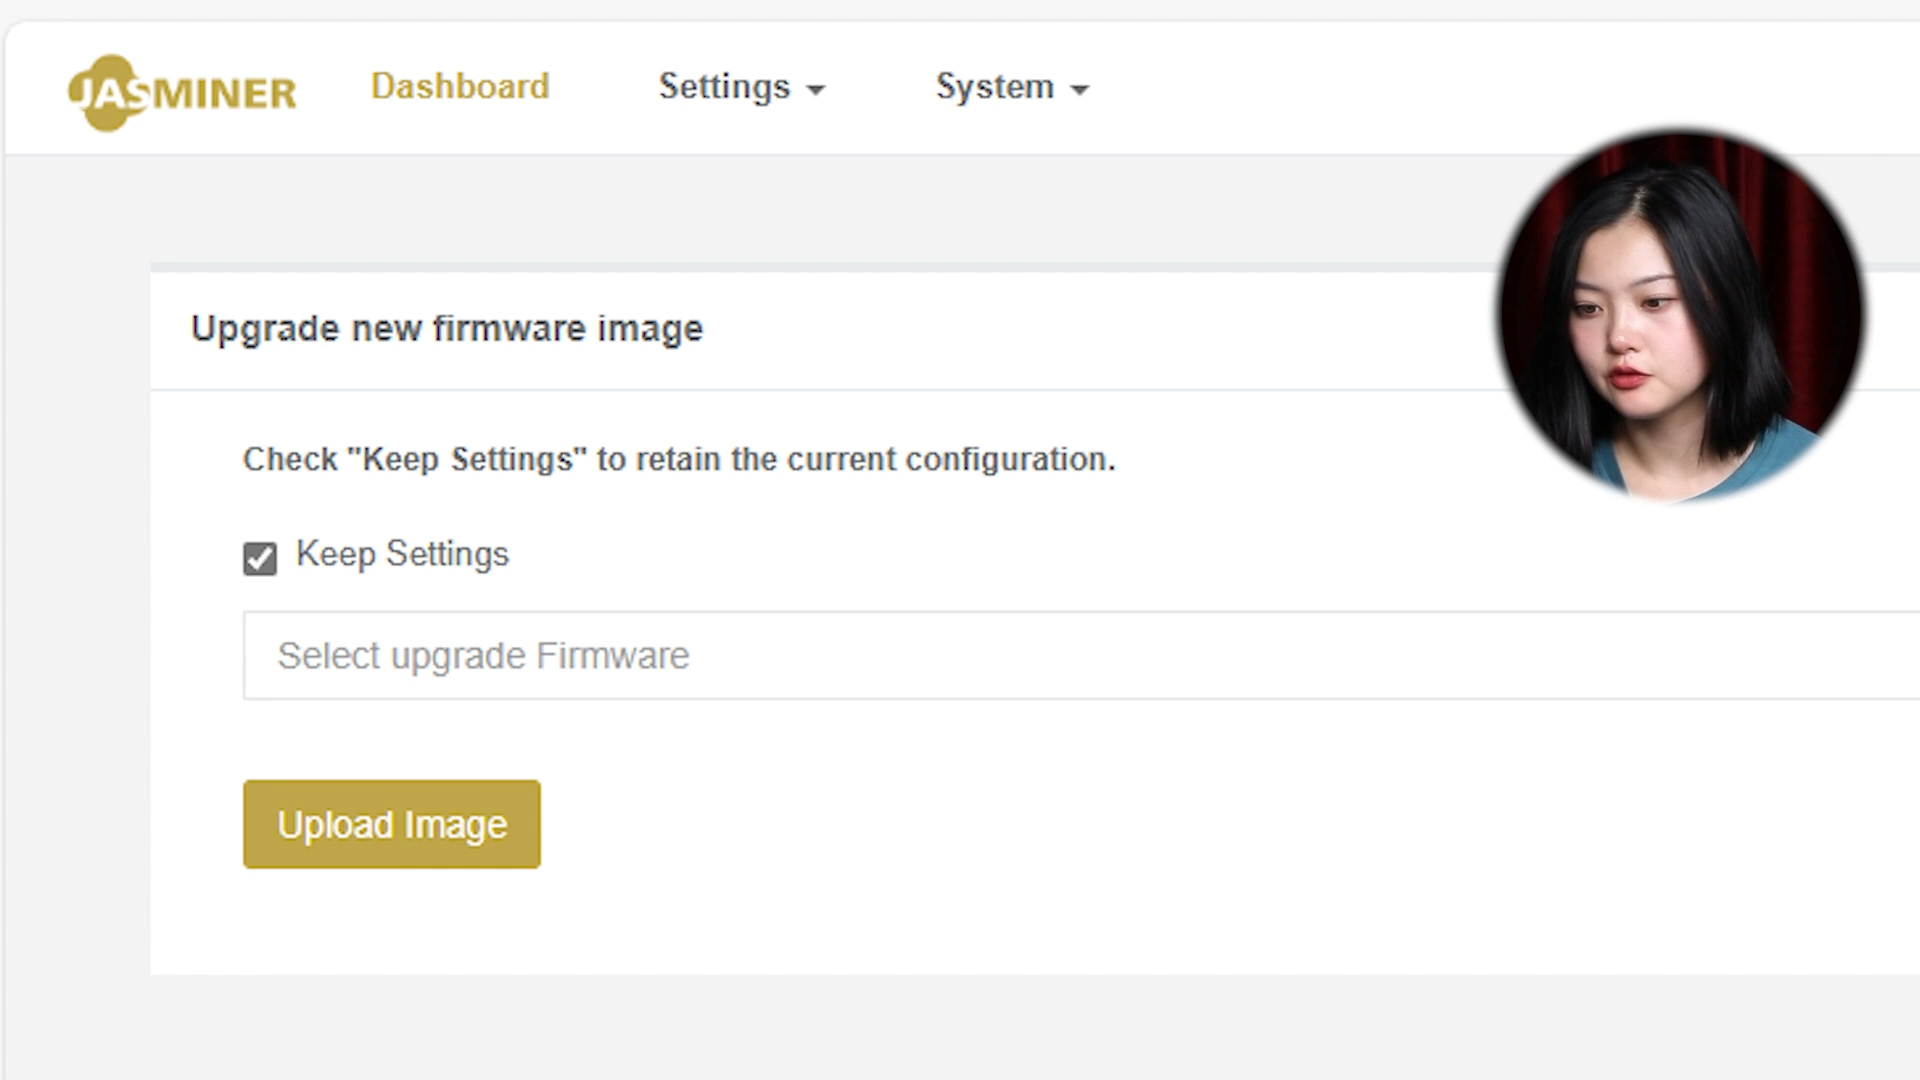 JASMINER
Dashboard
Settings
System
Upgrade new firmware image
Check "Keep Settings" to retain the current configuration.
Keep Settings
Select upgrade Firmware
Upload Image